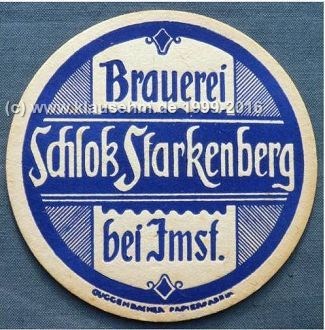 Brauerei
(c) www.klausehm.de 1999-2016
Schloß Starkenberg
bei Imst.
GUGGENBACHER PAPIERFABRIK